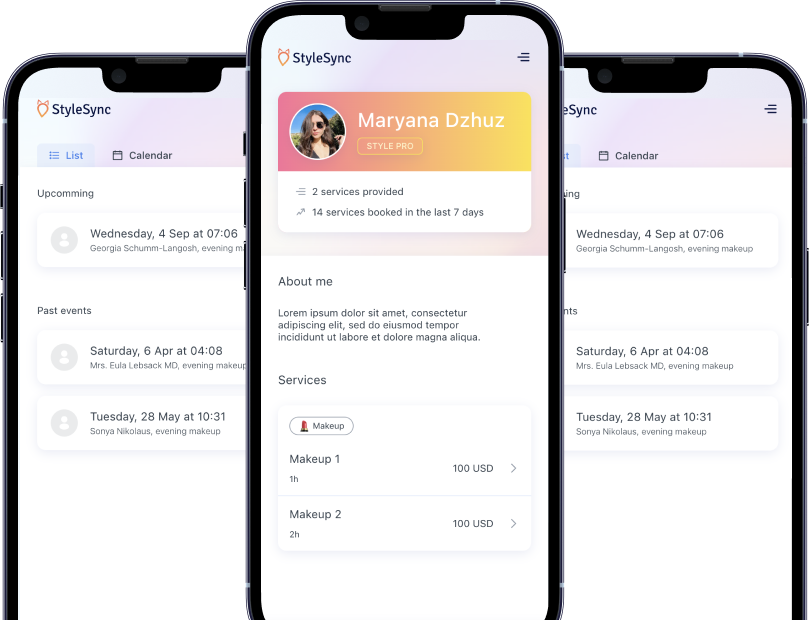 StyleSync
List
Calendar
Upcomming
Wednesday, 4 Sep at 07:06
Georgia Schumm-Langosh, evening m
Past events
Saturday, 6 Apr at 04:08
Mrs. Eula Lebsack MD, evening makeup
Tuesday, 28 May at 10:31
Sonya Nikolaus, evening makeup
StyleSync
Maryana Dzhuz
STYLE PRO
2 services provided
14 services booked in the last 7 days
About me
Lorem ipsum dolor sit amet, consectetur
adipiscing elit, sed do eiusmod tempor
incididunt ut labore et dolore magna aliqua.
Services
Makeup
Makeup 1
1h
100 USD
Makeup 2
2h
100 USD
eSync
st
Calendar
ing
Wednesday, 4 Sep at 07:06
Georgia Schumm-Langosh, evening makeup
nts
Saturday, 6 Apr at 04:08
Mrs. Eula Lebsack MD, evening makeup
Tuesday, 28 May at 10:31
Sonya Nikolaus, evening makeup